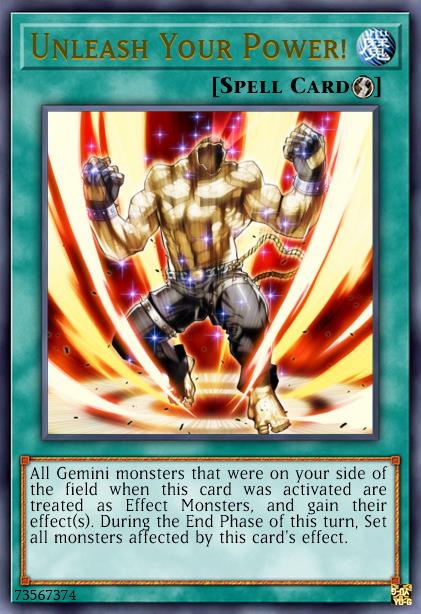 UNLEASH YOUR POWER! 魔
[SPELL CARD]
All Gemini monsters that were on your side of
the field when this card was activated are
treated as Effect Monsters, and gain their
effect(s). During the End Phase of this turn, Set
all monsters affected by this card's effect.
73567374